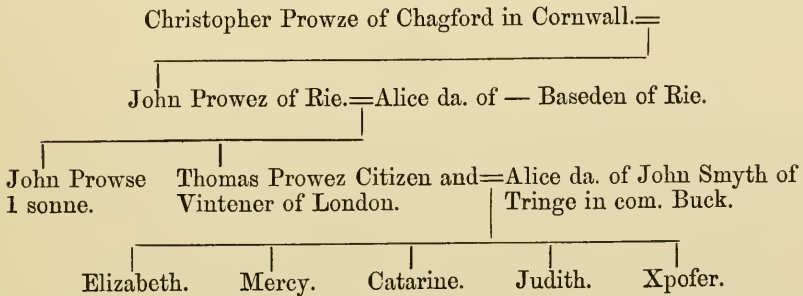 Christopher Prowze of Chagford in Cornwall.=
John Prowez of Rie.=Alice da. of — Baseden of Rie.
John Prowse Thomas Prowez Citizen and=Alice da. of John Smyth of
1 sonne. Vintener of London. Tringe in com. Buck.
Elizabeth. Mercy. Catarine. Judith. Xpofer.